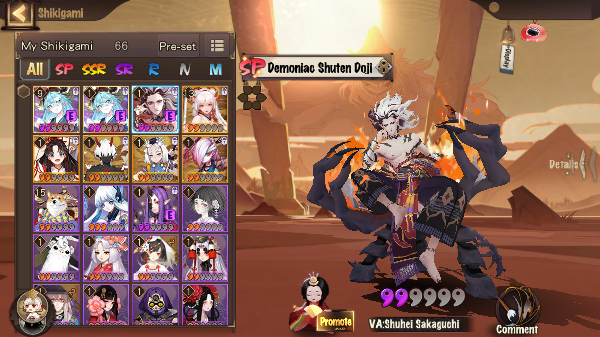 Shikigami
My Shikigami 66 Pre-set
All SP SSR SR R N M
SP Demoniac Shuten Doji
Display
Details
Promote
VA:Shuhei Sakaguchi
Comment